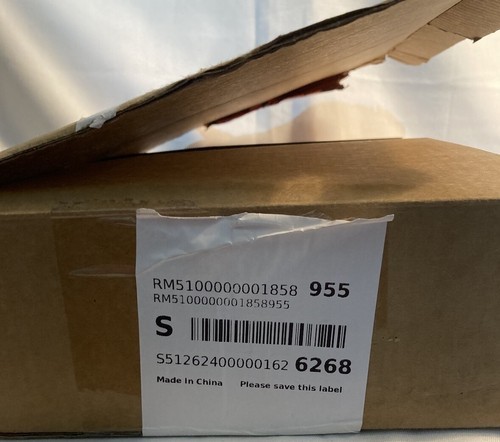 RM5100000001858 955
RM5100000001858955
S
S51262400000162 6268
Made In China Please save this label